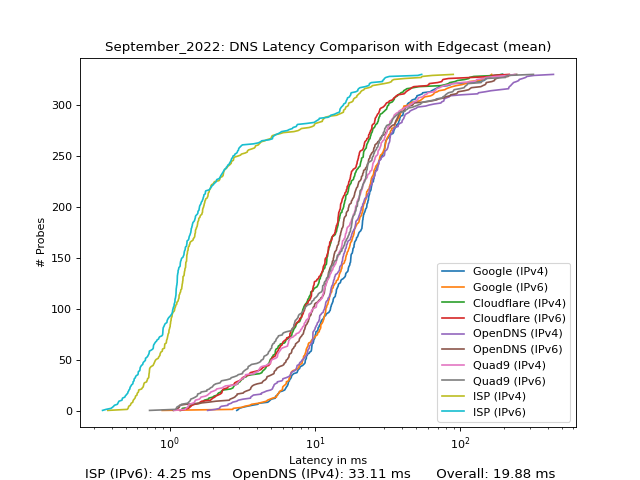 September_2022: DNS Latency Comparison with Edgecast (mean)
# Probes
300
250
200
150
100
50
0
Google (IPv4)
Google (IPv6)
Cloudflare (IPv4)
Cloudflare (IPv6)
OpenDNS (IPv4)
OpenDNS (IPv6)
Quad9 (IPv4)
Quad9 (IPv6)
ISP (IPv4)
ISP (IPv6)
10⁰ 10¹ 10²
Latency in ms
ISP (IPv6): 4.25 ms OpenDNS (IPv4): 33.11 ms Overall: 19.88 ms